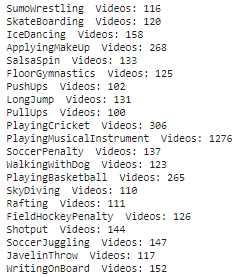 SumoWrestling  Videos: 116
SkateBoarding  Videos: 120
IceDancing  Videos: 158
ApplyingMakeUp  Videos: 268
SalsaSpin  Videos: 133
FloorGymnastics  Videos: 125
PushUps  Videos: 102
LongJump  Videos: 131
PullUps  Videos: 100
PlayingCricket  Videos: 306
PlayingMusicalInstrument  Videos: 1276
SoccerPenalty  Videos: 137
WalkingWithDog  Videos: 123
PlayingBasketball  Videos: 265
SkyDiving  Videos: 110
Rafting  Videos: 111
FieldHockeyPenalty  Videos: 126
Shotput  Videos: 144
SoccerJuggling  Videos: 147
JavelinThrow  Videos: 117
WritingOnBoard  Videos: 152